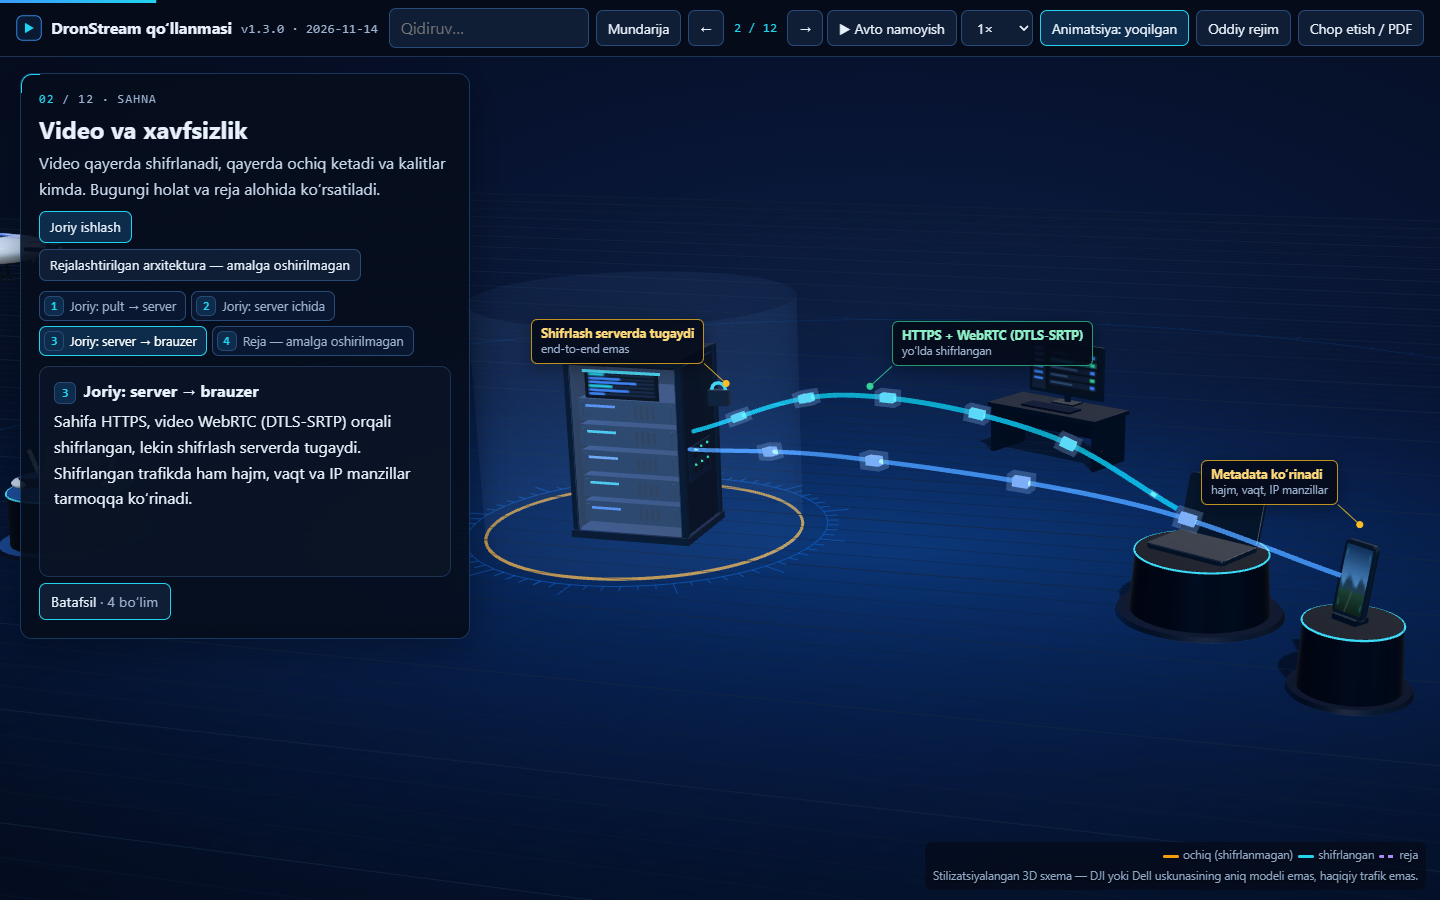 DronStream qo‘llanmasi v1.3.0 · 2026-11-14
Qidiruv...
Mundarija
←
2 / 12
→
▶ Avto namoyish
1×
Animatsiya: yoqilgan
Oddiy rejim
Chop etish / PDF
02 / 12 · SAHNA
Video va xavfsizlik
Video qayerda shifrlanadi, qayerda ochiq ketadi va kalitlar
kimda. Bugungi holat va reja alohida ko‘rsatiladi.
Joriy ishlash
Rejalashtirilgan arxitektura — amalga oshirilmagan
1 Joriy: pult → server
2 Joriy: server ichida
3 Joriy: server → brauzer
4 Reja — amalga oshirilmagan
3 Joriy: server → brauzer
Sahifa HTTPS, video WebRTC (DTLS-SRTP) orqali
shifrlangan, lekin shifrlash serverda tugaydi.
Shifrlangan trafikda ham hajm, vaqt va IP manzillar
tarmoqqa ko‘rinadi.
Batafsil · 4 bo‘lim
Shifrlash serverda tugaydi
end-to-end emas
HTTPS + WebRTC (DTLS-SRTP)
yo‘lda shifrlangan
Metadata ko‘rinadi
hajm, vaqt, IP manzillar
ochiq (shifrlanmagan) shifrlangan reja
Stilizatsiyalangan 3D sxema — DJI yoki Dell uskunasining aniq modeli emas, haqiqiy trafik emas.